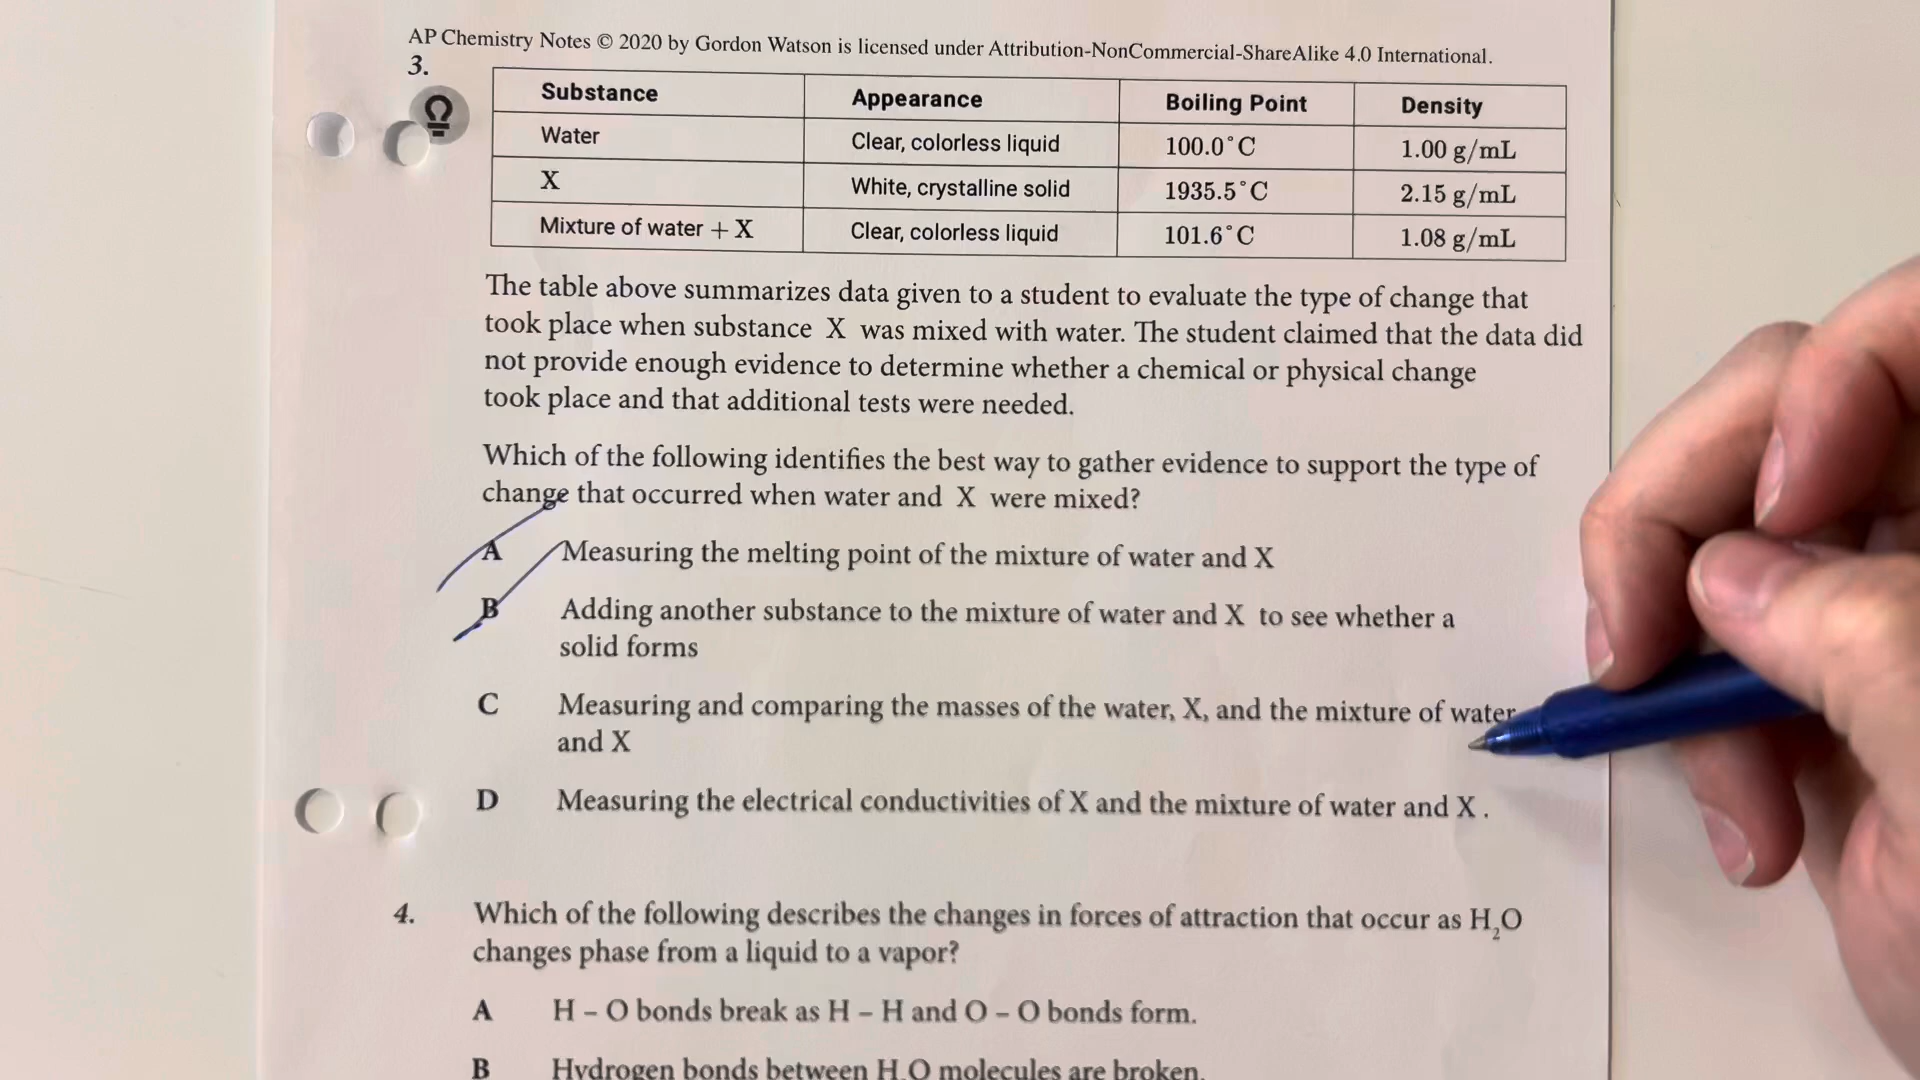 AP Chemistry Notes © 2020 by Gordon Watson is licensed under Attribution-NonCommercial-ShareAlike 4.0 International.
3.
Substance Appearance Boiling Point Density
Water Clear, colorless liquid 100.0°C 1.00 g/mL
X White, crystalline solid 1935.5°C 2.15 g/mL
Mixture of water + X Clear, colorless liquid 101.6°C 1.08 g/mL
The table above summarizes data given to a student to evaluate the type of change that
took place when substance X was mixed with water. The student claimed that the data did
not provide enough evidence to determine whether a chemical or physical change
took place and that additional tests were needed.
Which of the following identifies the best way to gather evidence to support the type of
change that occurred when water and X were mixed?
A Measuring the melting point of the mixture of water and X
B Adding another substance to the mixture of water and X to see whether a
solid forms
C Measuring and comparing the masses of the water, X, and the mixture of water
and X
D Measuring the electrical conductivities of X and the mixture of water and X .
4. Which of the following describes the changes in forces of attraction that occur as H₂O
changes phase from a liquid to a vapor?
A H – O bonds break as H – H and O – O bonds form.
B Hydrogen bonds between H₂O molecules are broken.